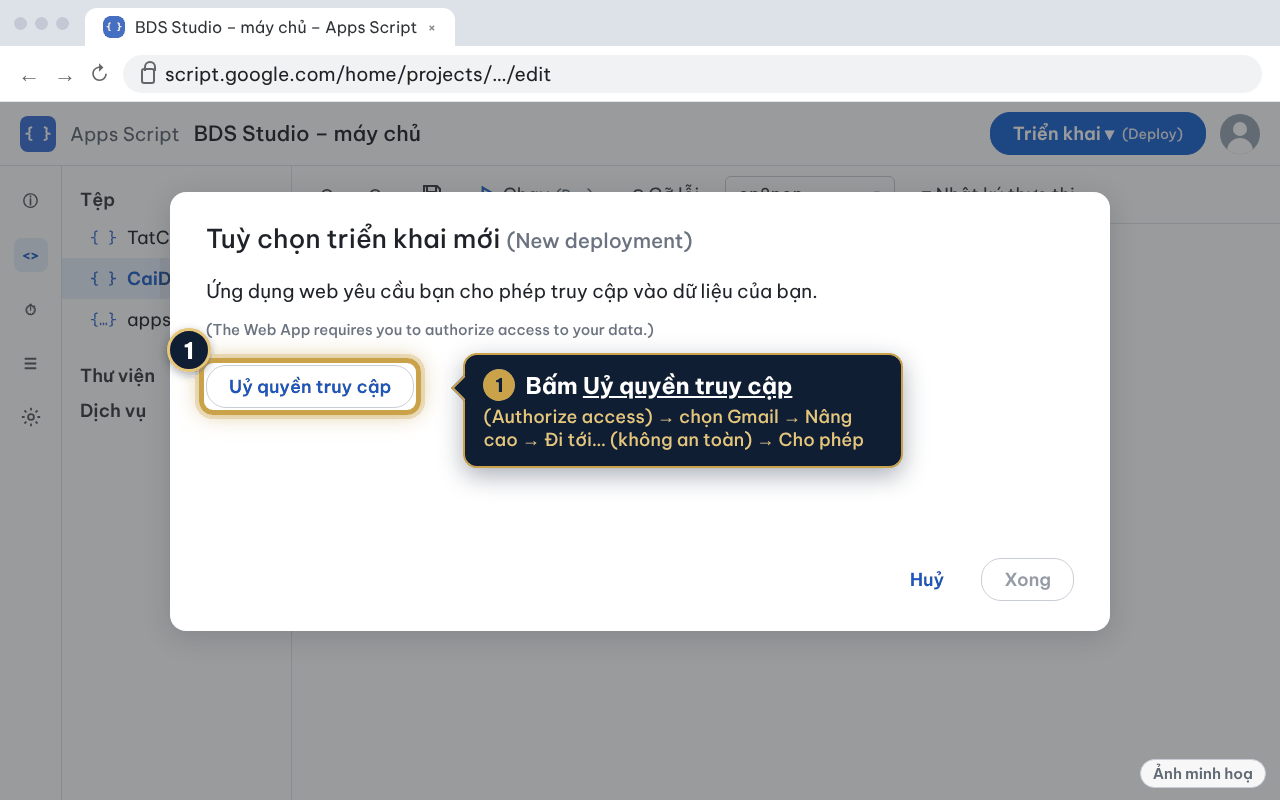 BDS Studio – máy chủ – Apps Script ×
script.google.com/home/projects/.../edit
Apps Script BDS Studio – máy chủ
Triển khai ▾ (Deploy)
Tệp
{ } TatC
{ } CaiD
{...} apps
Thư viện
Dịch vụ
Tuỳ chọn triển khai mới (New deployment)
Ứng dụng web yêu cầu bạn cho phép truy cập vào dữ liệu của bạn.
(The Web App requires you to authorize access to your data.)
1
Uỷ quyền truy cập
1 Bấm Uỷ quyền truy cập
(Authorize access) → chọn Gmail → Nâng
cao → Đi tới... (không an toàn) → Cho phép
Huỷ
Xong
Ảnh minh hoạ